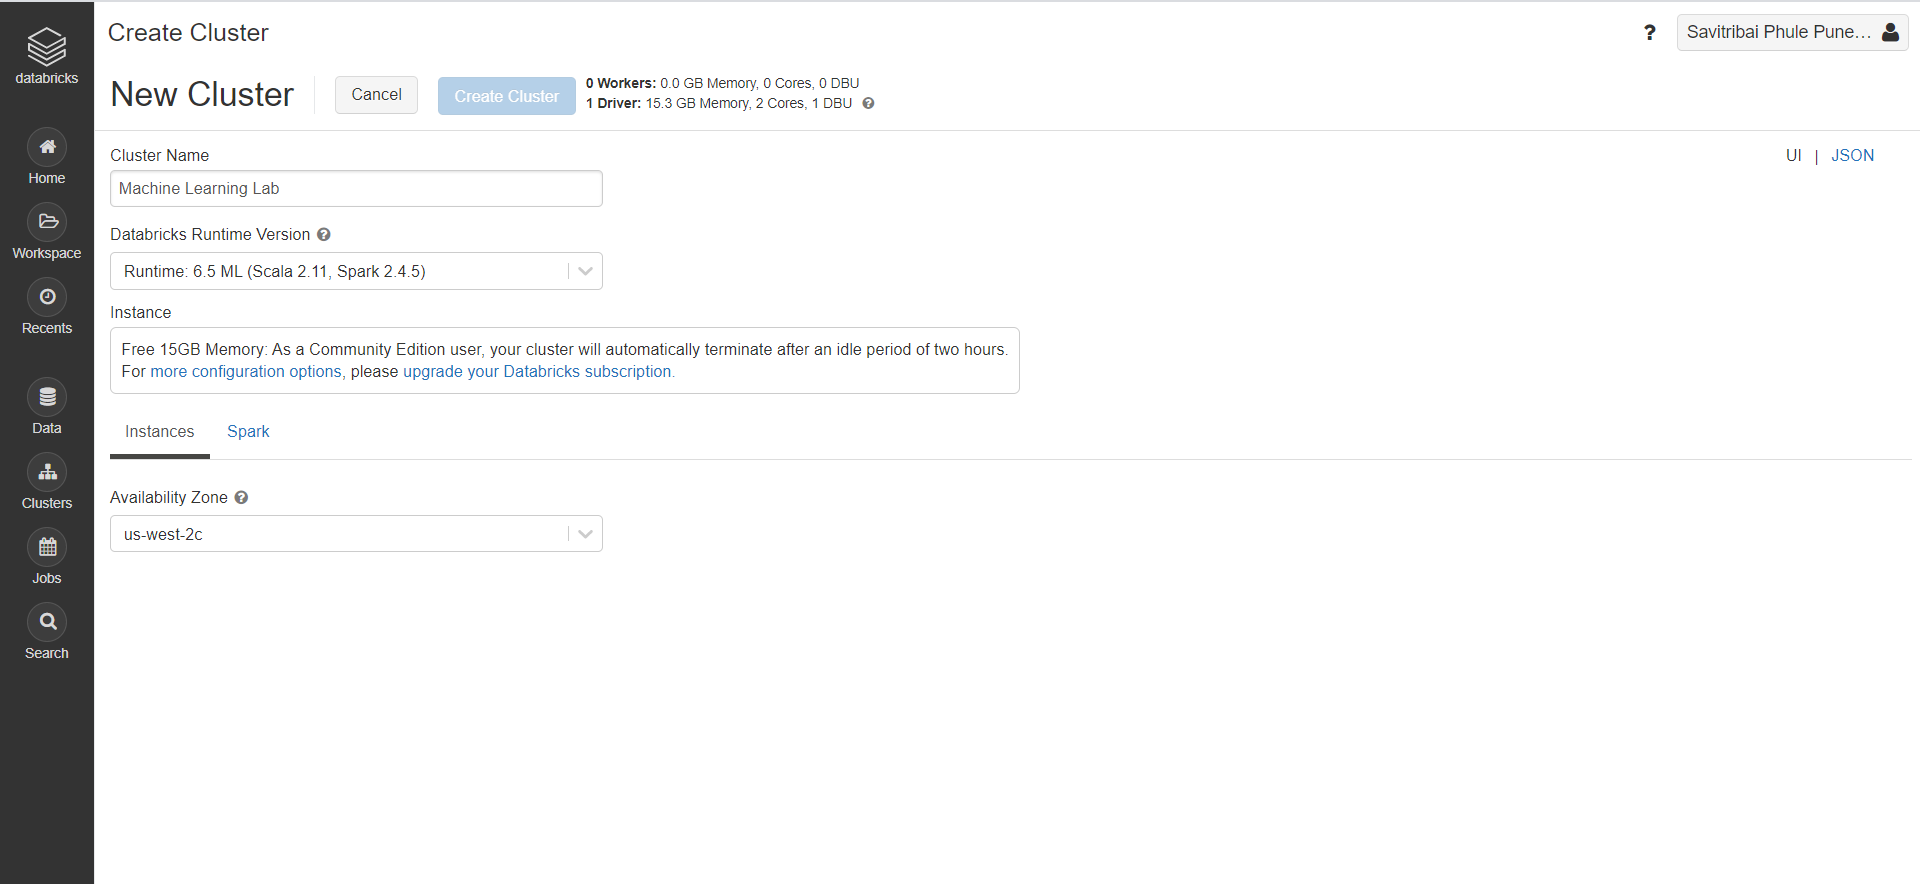 databricks
Home
Workspace
Recents
Data
Clusters
Jobs
Search
Create Cluster
? Savitribai Phule Pune...
New Cluster
Cancel
Create Cluster
0 Workers: 0.0 GB Memory, 0 Cores, 0 DBU
1 Driver: 15.3 GB Memory, 2 Cores, 1 DBU ?
Cluster Name
UI | JSON
Machine Learning Lab
Databricks Runtime Version ?
Runtime: 6.5 ML (Scala 2.11, Spark 2.4.5)
Instance
Free 15GB Memory: As a Community Edition user, your cluster will automatically terminate after an idle period of two hours.
For more configuration options, please upgrade your Databricks subscription.
Instances Spark
Availability Zone ?
us-west-2c